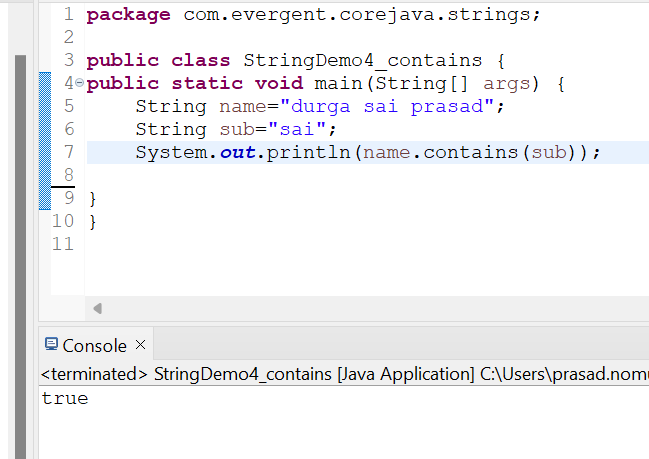 1 package com.evergent.corejava.strings;
2
3 public class StringDemo4_contains {
4 public static void main(String[] args) {
5     String name="durga sai prasad";
6     String sub="sai";
7     System.out.println(name.contains(sub));
8
9 }
10 }
11
Console
<terminated> StringDemo4_contains [Java Application] C:\Users\prasad.nom
true